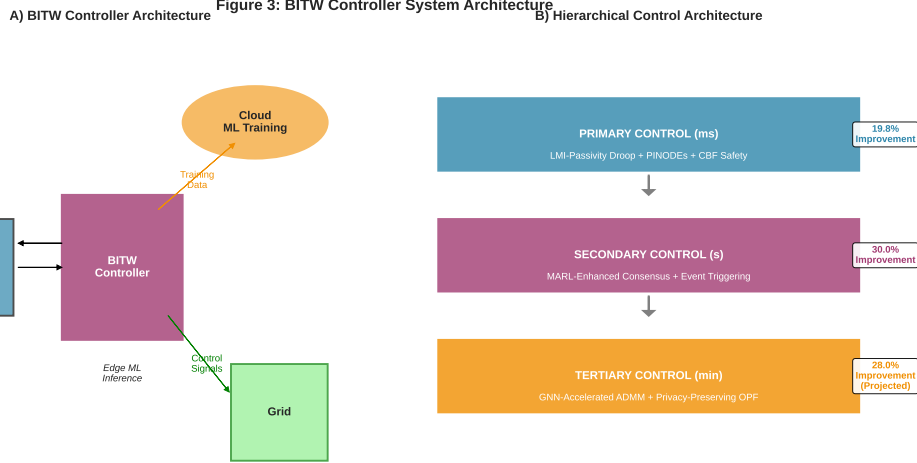 Figure 3: BITW Controller System Architecture
A) BITW Controller Architecture
Cloud
ML Training
Training
Data
BITW
Controller
Control
Signals
Edge ML
Inference
Grid
B) Hierarchical Control Architecture
PRIMARY CONTROL (ms)
LMI-Passivity Droop + PINODEs + CBF Safety
19.8%
Improvement
SECONDARY CONTROL (s)
MARL-Enhanced Consensus + Event Triggering
30.0%
Improvement
TERTIARY CONTROL (min)
GNN-Accelerated ADMM + Privacy-Preserving OPF
28.0%
Improvement
(Projected)